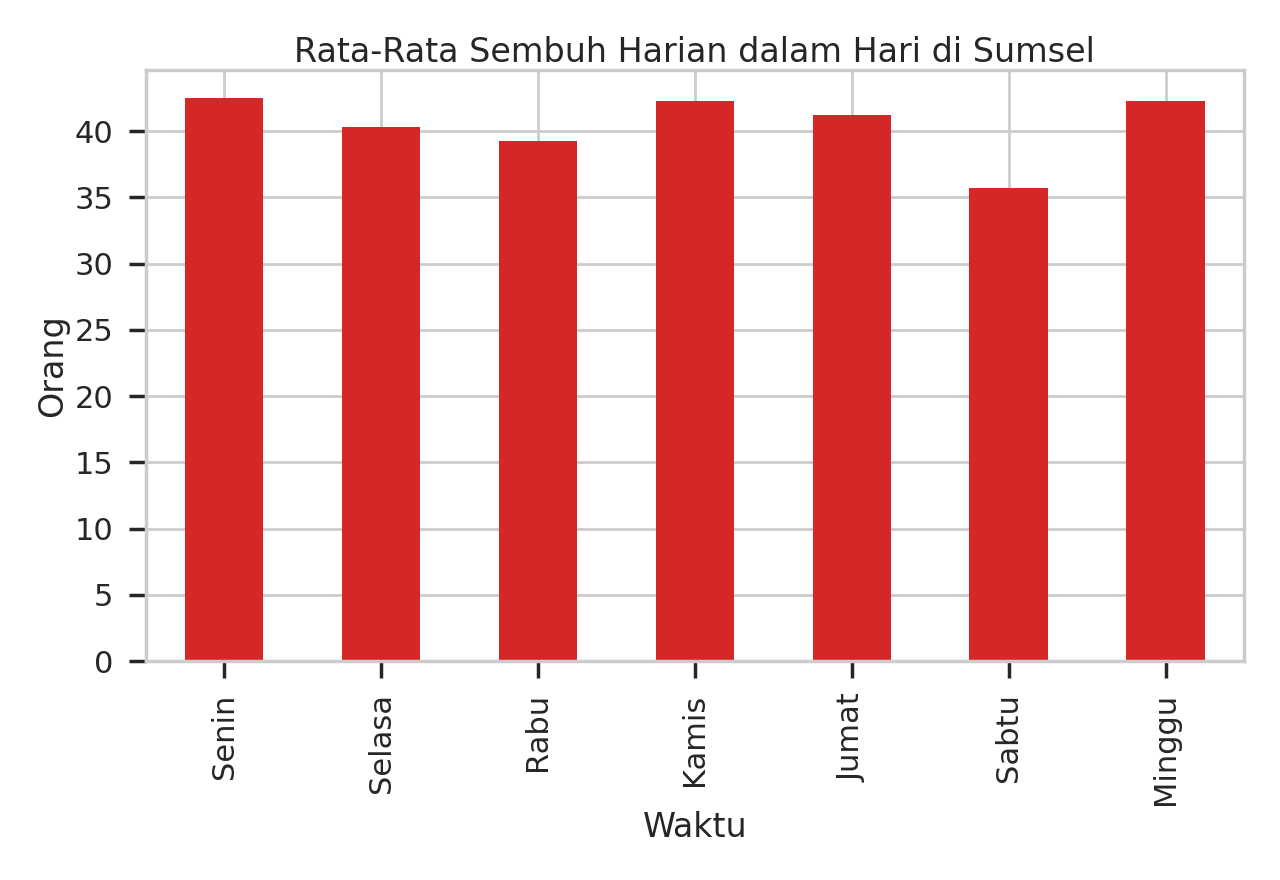 Rata-Rata Sembuh Harian dalam Hari di Sumsel
Orang
40
35
30
25
20
15
10
5
0
Senin
Selasa
Rabu
Kamis
Jumat
Sabtu
Minggu
Waktu